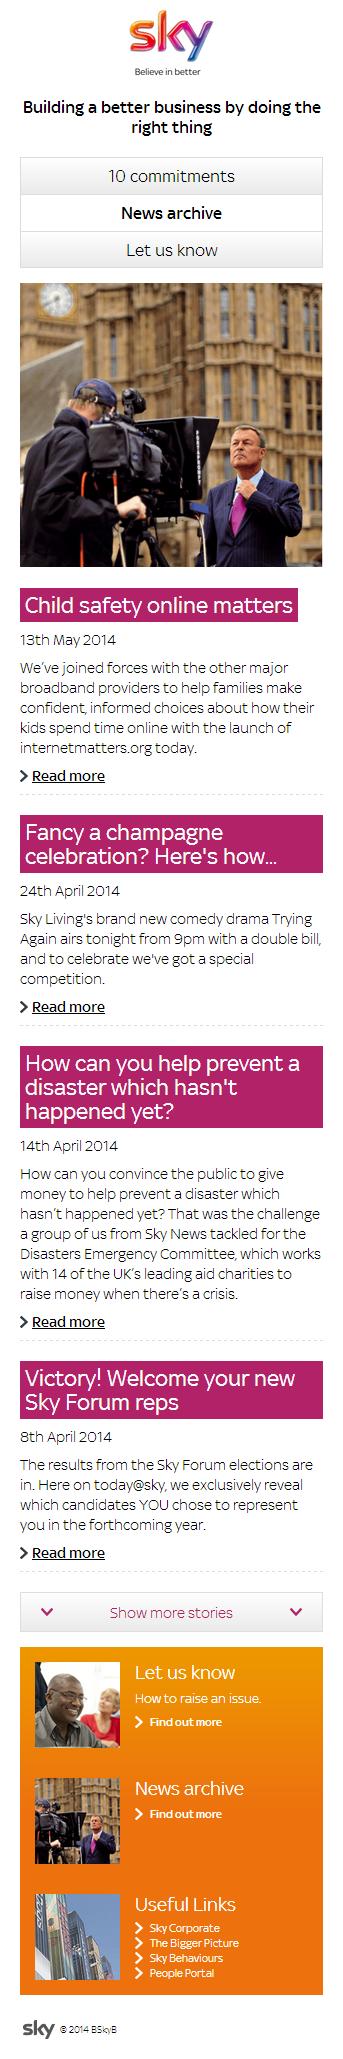 sky
Believe in better
Building a better business by doing the
right thing
10 commitments
News archive
Let us know
Child safety online matters
13th May 2014
We've joined forces with the other major
broadband providers to help families make
confident, informed choices about how their
kids spend time online with the launch of
internetmatters.org today.
Read more
Fancy a champagne
celebration? Here's how...
24th April 2014
Sky Living's brand new comedy drama Trying
Again airs tonight from 9pm with a double bill,
and to celebrate we've got a special
competition.
Read more
How can you help prevent a
disaster which hasn't
happened yet?
14th April 2014
How can you convince the public to give
money to help prevent a disaster which
hasn't happened yet? That was the challenge
a group of us from Sky News tackled for the
Disasters Emergency Committee, which works
with 14 of the UK's leading aid charities to
raise money when there's a crisis.
Read more
Victory! Welcome your new
Sky Forum reps
8th April 2014
The results from the Sky Forum elections are
in. Here on today@sky, we exclusively reveal
which candidates YOU chose to represent
you in the forthcoming year.
Read more
Show more stories
Let us know
How to raise an issue.
Find out more
News archive
Find out more
Useful Links
Sky Corporate
The Bigger Picture
Sky Behaviours
People Portal
sky © 2014 BSkyB